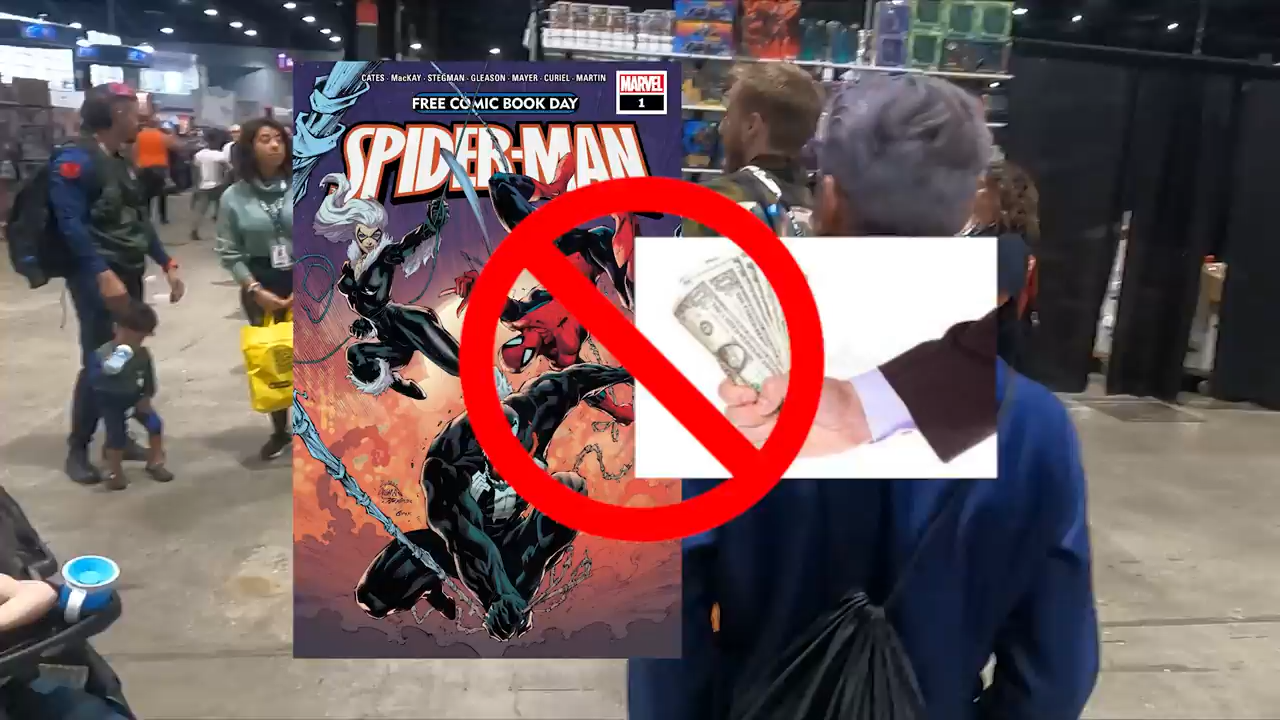 CATES · MacKAY · STEGMAN · GLEASON · MAYER · CURIEL · MARTIN
MARVEL
1
FREE COMIC BOOK DAY
SPIDER-MAN